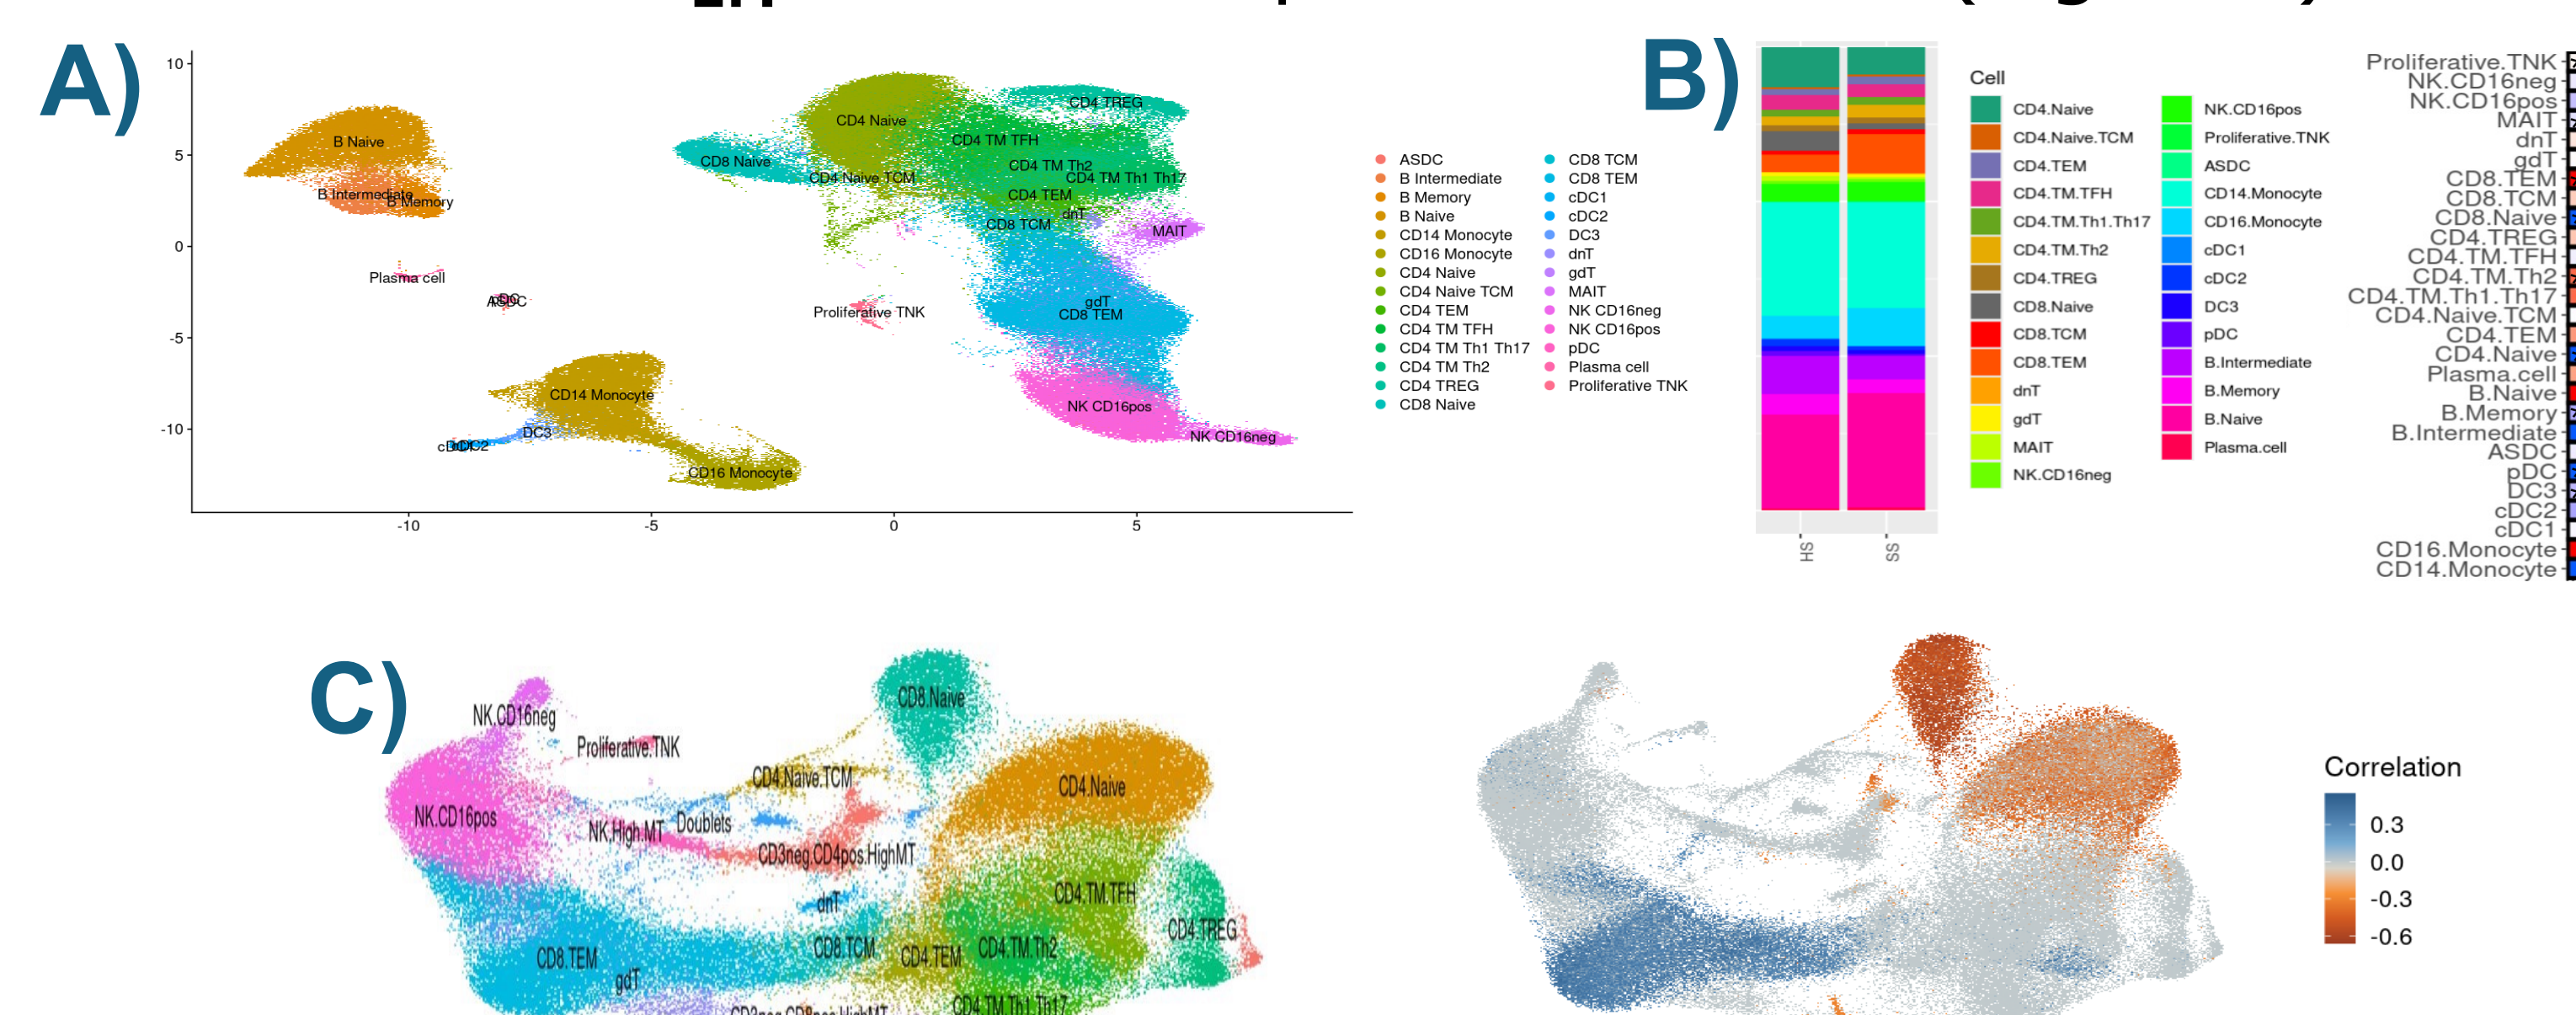 A)
10
5
0
-5
-10
-10
-5
0
5
B Naive
B Intermediate
B Memory
Plasma cell
ASDC
CD4 Naive
CD4 TREG
CD4 TM TFH
CD8 Naive
CD4 TM Th2
CD4 Naive TCM
CD4 TM Th1 Th17
CD4 TEM
dnT
CD8 TCM
MAIT
gdT
CD8 TEM
Proliferative TNK
CD14 Monocyte
DC3
CD16 Monocyte
NK CD16pos
NK CD16neg
ASDC
B Intermediate
B Memory
B Naive
CD14 Monocyte
CD16 Monocyte
CD4 Naive
CD4 Naive TCM
CD4 TEM
CD4 TM TFH
CD4 TM Th1 Th17
CD4 TM Th2
CD4 TREG
CD8 Naive
CD8 TCM
CD8 TEM
cDC1
cDC2
DC3
dnT
gdT
MAIT
NK CD16neg
NK CD16pos
pDC
Plasma cell
Proliferative TNK
B)
HS
SS
Cell
CD4.Naive
CD4.Naive.TCM
CD4.TEM
CD4.TM.TFH
CD4.TM.Th1.Th17
CD4.TM.Th2
CD4.TREG
CD8.Naive
CD8.TCM
CD8.TEM
dnT
gdT
MAIT
NK.CD16neg
NK.CD16pos
Proliferative.TNK
ASDC
CD14.Monocyte
CD16.Monocyte
cDC1
cDC2
DC3
pDC
B.Intermediate
B.Memory
B.Naive
Plasma.cell
Proliferative.TNK
NK.CD16neg
NK.CD16pos
MAIT
dnT
gdT
CD8.TEM
CD8.TCM
CD8.Naive
CD4.TREG
CD4.TM.TFH
CD4.TM.Th2
CD4.TM.Th1.Th17
CD4.Naive.TCM
CD4.TEM
CD4.Naive
Plasma.cell
B.Naive
B.Memory
B.Intermediate
ASDC
pDC
DC3
cDC2
cDC1
CD16.Monocyte
CD14.Monocyte
C)
NK.CD16neg
Proliferative.TNK
CD8.Naive
CD4.Naive.TCM
CD4.Naive
NK.CD16pos
NK.High.MT
Doublets
CD3neg.CD4pos.HighMT
dnT
CD4.TM.TFH
CD4.TREG
CD8.TEM
gdT
CD8.TCM
CD4.TEM
CD4.TM.Th2
CD4.TM.Th1.Th17
CD3neg.CD8pos.HighMT
Correlation
0.3
0.0
-0.3
-0.6